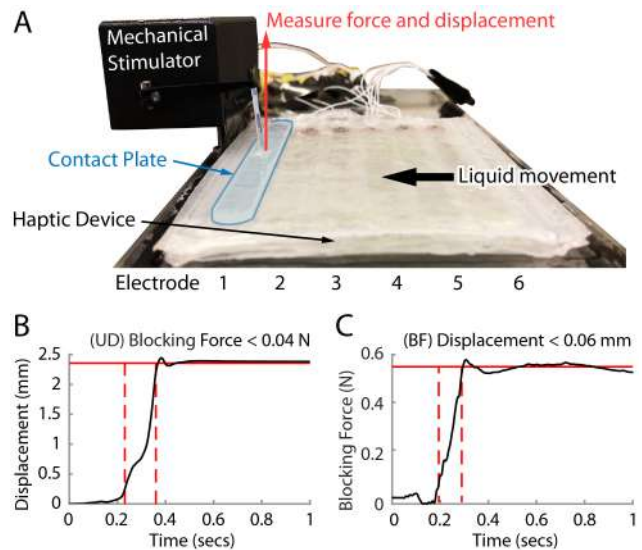 A
Measure force and displacement
Mechanical
Stimulator
Contact Plate
Liquid movement
Haptic Device
Electrode 1 2 3 4 5 6
B
(UD) Blocking Force < 0.04 N
Displacement (mm)
2.5
2
1.5
1
0.5
0
0 0.2 0.4 0.6 0.8 1
Time (secs)
C
(BF) Displacement < 0.06 mm
Blocking Force (N)
0.6
0.4
0.2
0
0 0.2 0.4 0.6 0.8 1
Time (secs)